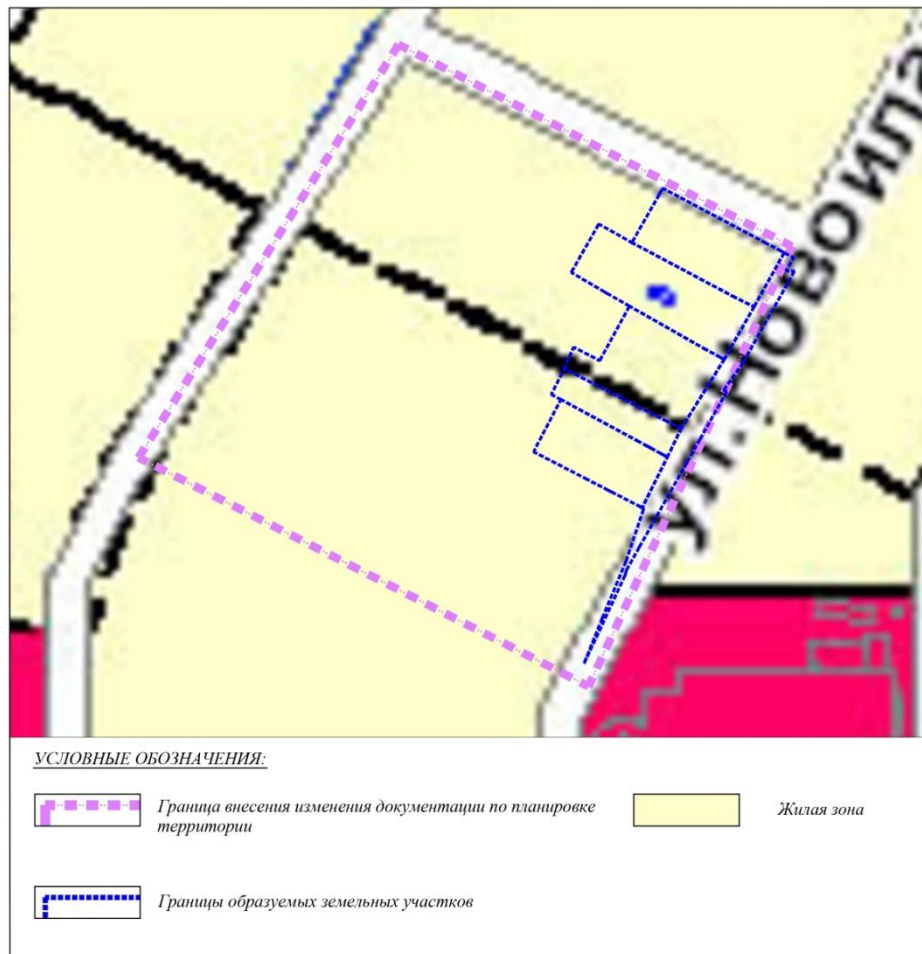 ул. Новоила
УСЛОВНЫЕ ОБОЗНАЧЕНИЯ:
Граница внесения изменения документации по планировке
территории
Жилая зона
Границы образуемых земельных участков